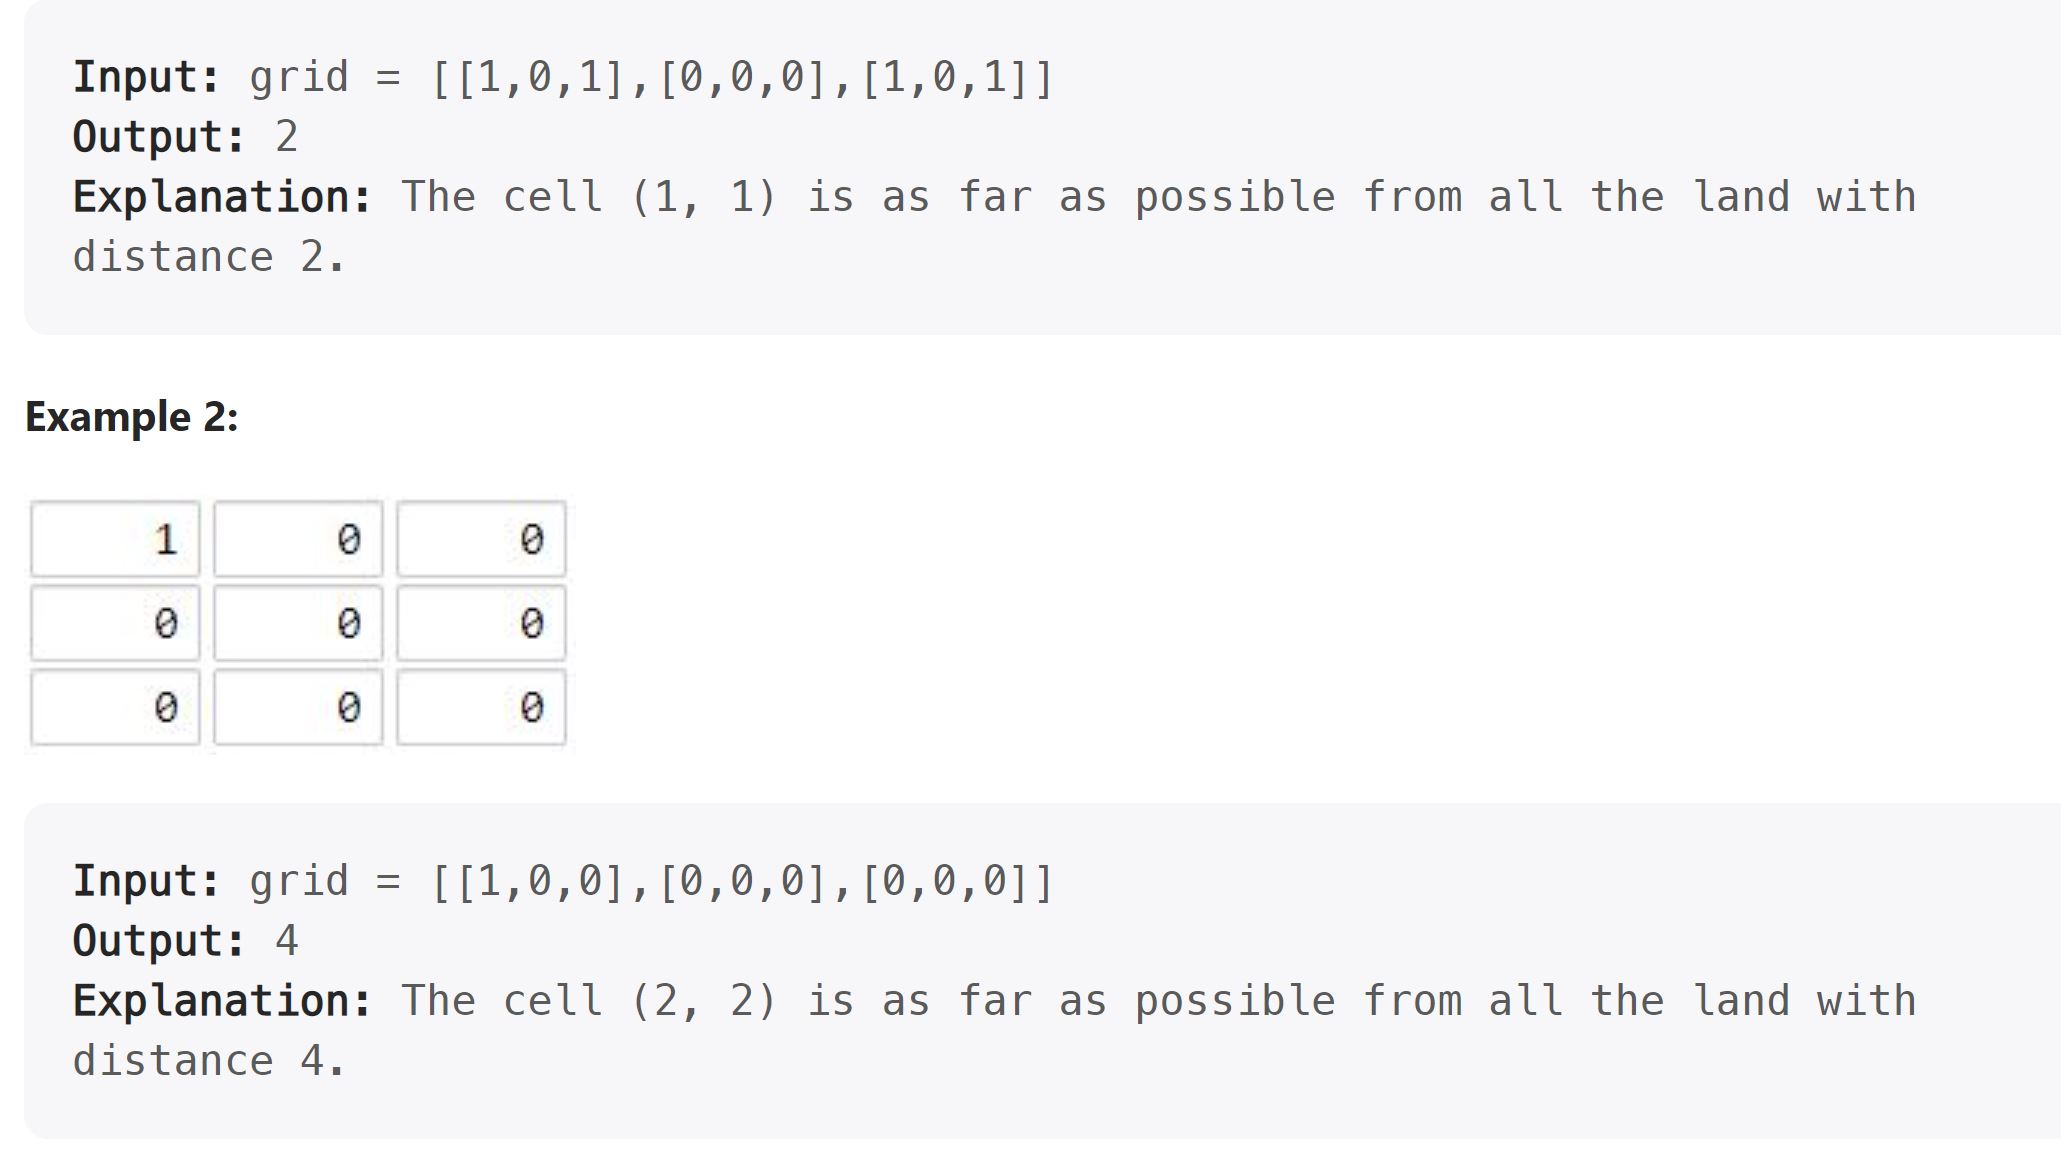 Input: grid = [[1,0,1],[0,0,0],[1,0,1]]
Output: 2
Explanation: The cell (1, 1) is as far as possible from all the land with
distance 2.
Example 2:
1 0 0
0 0 0
0 0 0
Input: grid = [[1,0,0],[0,0,0],[0,0,0]]
Output: 4
Explanation: The cell (2, 2) is as far as possible from all the land with
distance 4.